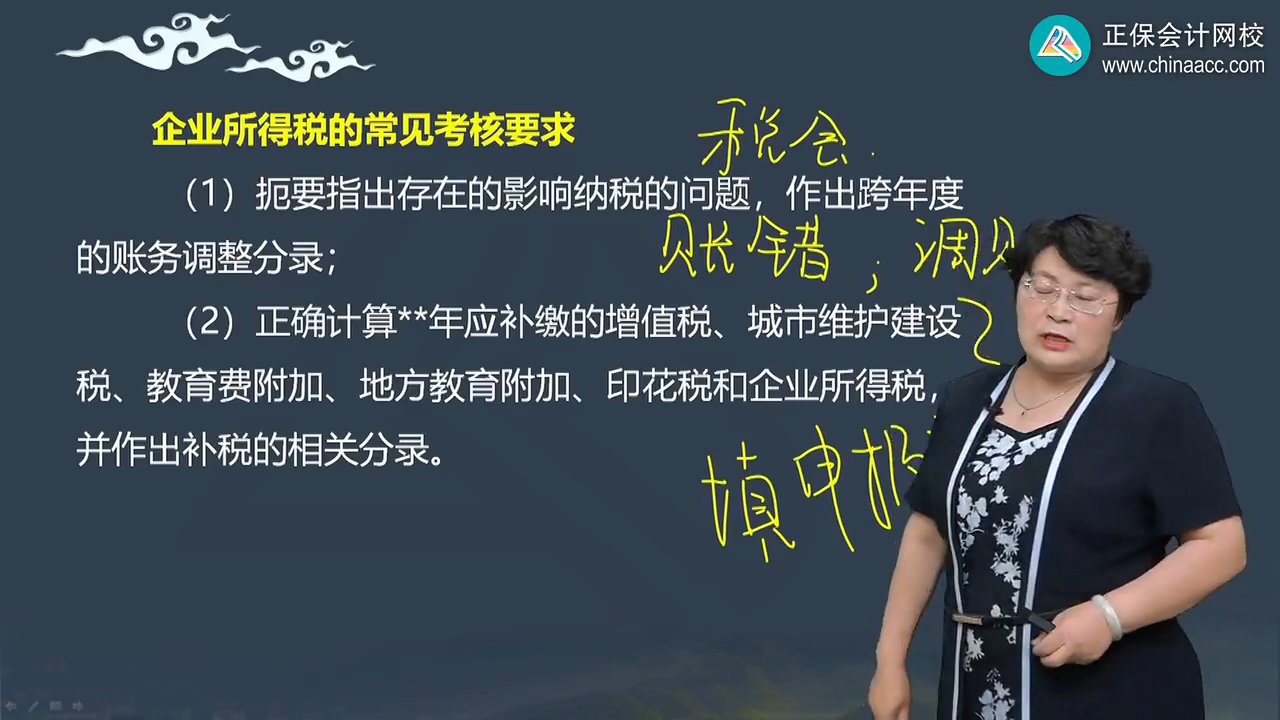 正保会计网校
www.chinaacc.com
企业所得税的常见考核要求
税会.
（1）扼要指出存在的影响纳税的问题，作出跨年度
账错；调
的账务调整分录；
（2）正确计算**年应补缴的增值税、城市维护建设
税、教育费附加、地方教育附加、印花税和企业所得税，
并作出补税的相关分录。
填申报